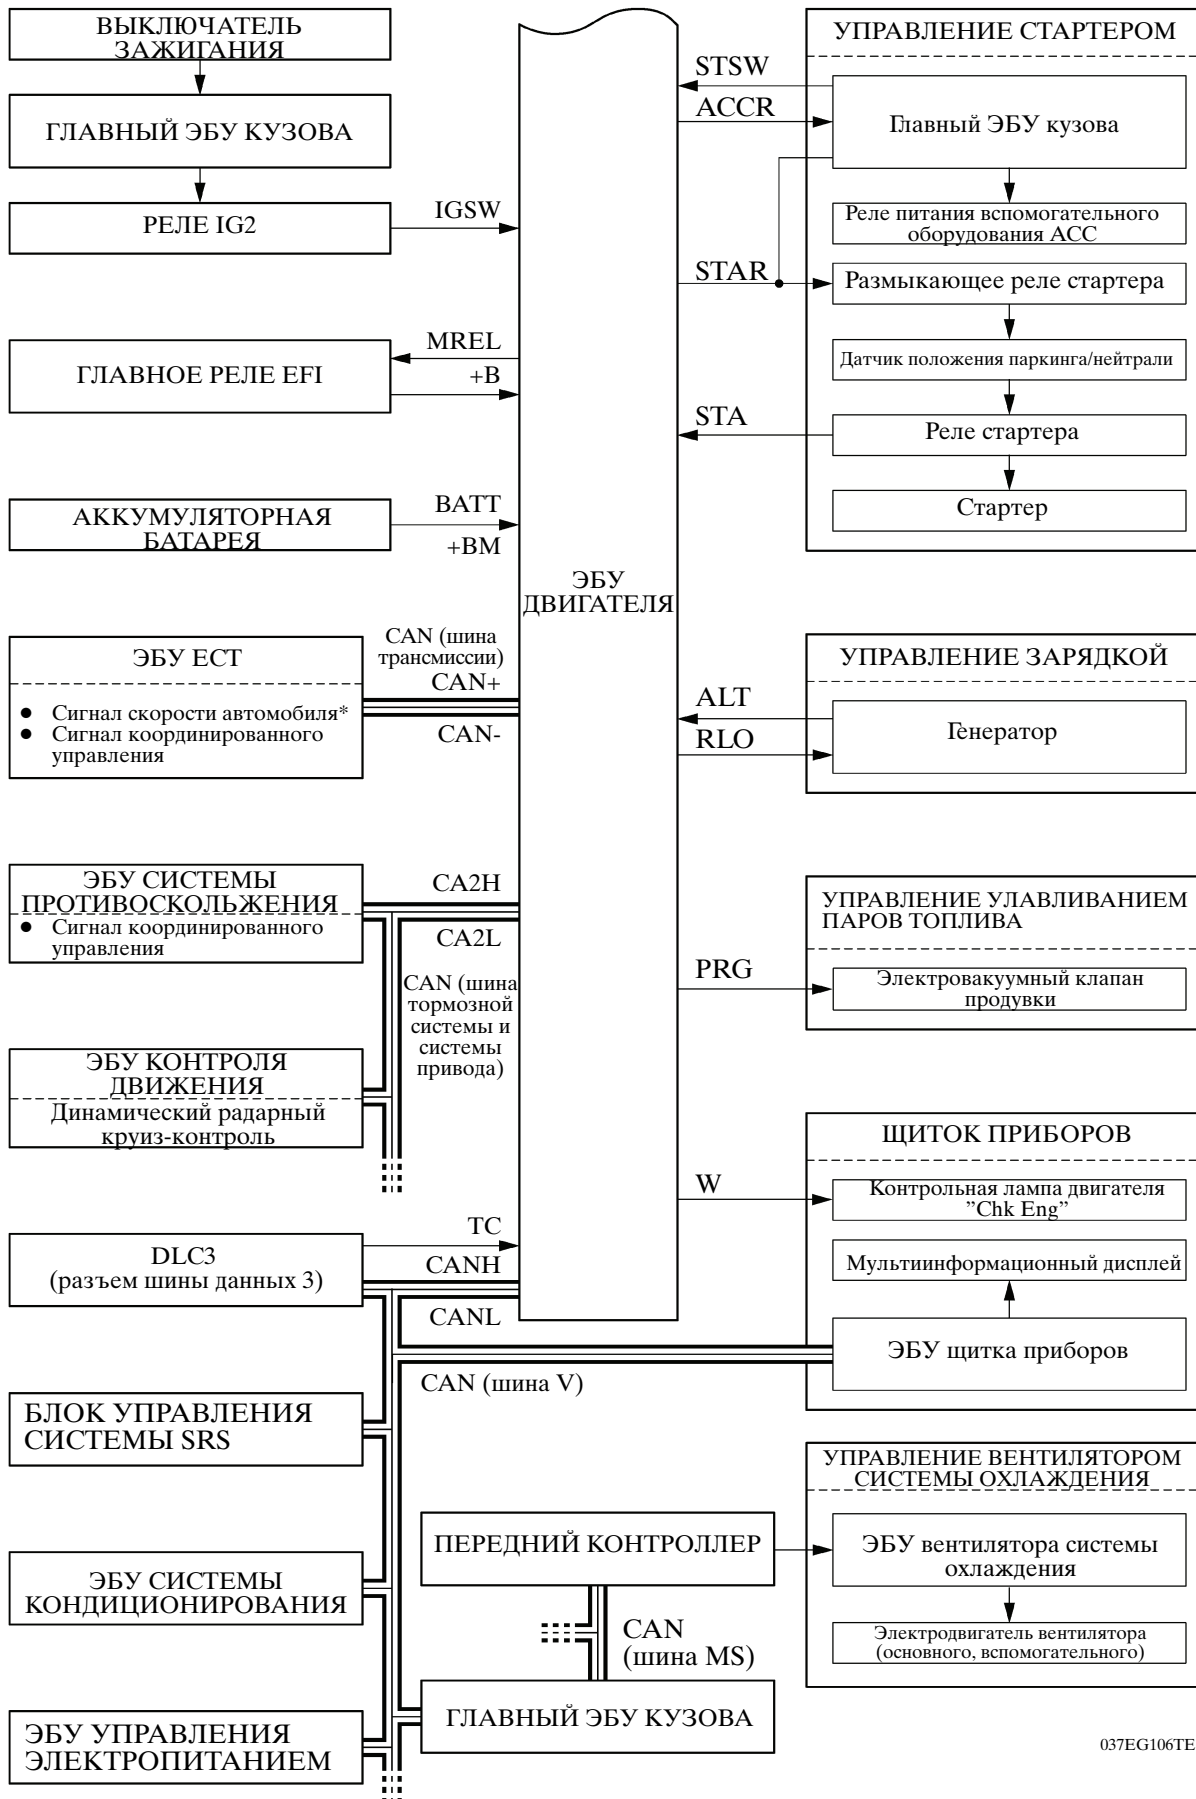 ВЫКЛЮЧАТЕЛЬ
ЗАЖИГАНИЯ
ГЛАВНЫЙ ЭБУ КУЗОВА
РЕЛЕ IG2
IGSW
ГЛАВНОЕ РЕЛЕ EFI
MREL
+B
АККУМУЛЯТОРНАЯ
БАТАРЕЯ
BATT
+BM
ЭБУ ECT
● Сигнал скорости автомобиля*
● Сигнал координированного
управления
CAN (шина
трансмиссии)
CAN+
CAN-
ЭБУ СИСТЕМЫ
ПРОТИВОСКОЛЬЖЕНИЯ
● Сигнал координированного
управления
CA2H
CA2L
CAN (шина
тормозной
системы и
системы
привода)
ЭБУ КОНТРОЛЯ
ДВИЖЕНИЯ
Динамический радарный
круиз-контроль
DLC3
(разъем шины данных 3)
TC
CANH
CANL
CAN (шина V)
БЛОК УПРАВЛЕНИЯ
СИСТЕМЫ SRS
ЭБУ СИСТЕМЫ
КОНДИЦИОНИРОВАНИЯ
ЭБУ УПРАВЛЕНИЯ
ЭЛЕКТРОПИТАНИЕМ
ЭБУ
ДВИГАТЕЛЯ
ПЕРЕДНИЙ КОНТРОЛЛЕР
CAN
(шина MS)
ГЛАВНЫЙ ЭБУ КУЗОВА
УПРАВЛЕНИЕ СТАРТЕРОМ
STSW
ACCR
Главный ЭБУ кузова
Реле питания вспомогательного
оборудования ACC
STAR
Размыкающее реле стартера
Датчик положения паркинга/нейтрали
STA
Реле стартера
Стартер
УПРАВЛЕНИЕ ЗАРЯДКОЙ
ALT
RLO
Генератор
УПРАВЛЕНИЕ УЛАВЛИВАНИЕМ
ПАРОВ ТОПЛИВА
PRG
Электровакуумный клапан
продувки
ЩИТОК ПРИБОРОВ
W
Контрольная лампа двигателя
”Chk Eng”
Мультиинформационный дисплей
ЭБУ щитка приборов
УПРАВЛЕНИЕ ВЕНТИЛЯТОРОМ
СИСТЕМЫ ОХЛАЖДЕНИЯ
ЭБУ вентилятора системы
охлаждения
Электродвигатель вентилятора
(основного, вспомогательного)
037EG106TE